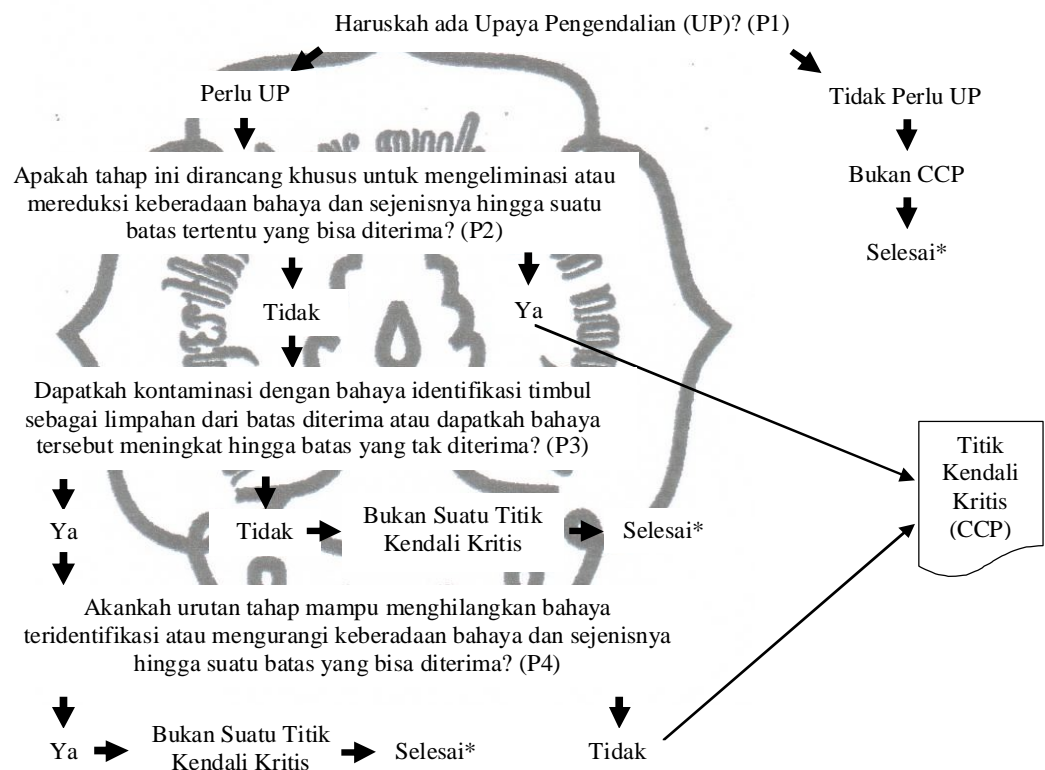 Haruskah ada Upaya Pengendalian (UP)? (P1)
Perlu UP
Tidak Perlu UP
Bukan CCP
Selesai*
Apakah tahap ini dirancang khusus untuk mengeliminasi atau
mereduksi keberadaan bahaya dan sejenisnya hingga suatu
batas tertentu yang bisa diterima? (P2)
Tidak
Ya
Dapatkah kontaminasi dengan bahaya identifikasi timbul
sebagai limpahan dari batas diterima atau dapatkah bahaya
tersebut meningkat hingga batas yang tak diterima? (P3)
Titik
Kendali
Kritis
(CCP)
Ya
Tidak
Bukan Suatu Titik
Kendali Kritis
Selesai*
Akankah urutan tahap mampu menghilangkan bahaya
teridentifikasi atau mengurangi keberadaan bahaya dan sejenisnya
hingga suatu batas yang bisa diterima? (P4)
Ya
Bukan Suatu Titik
Kendali Kritis
Selesai*
Tidak